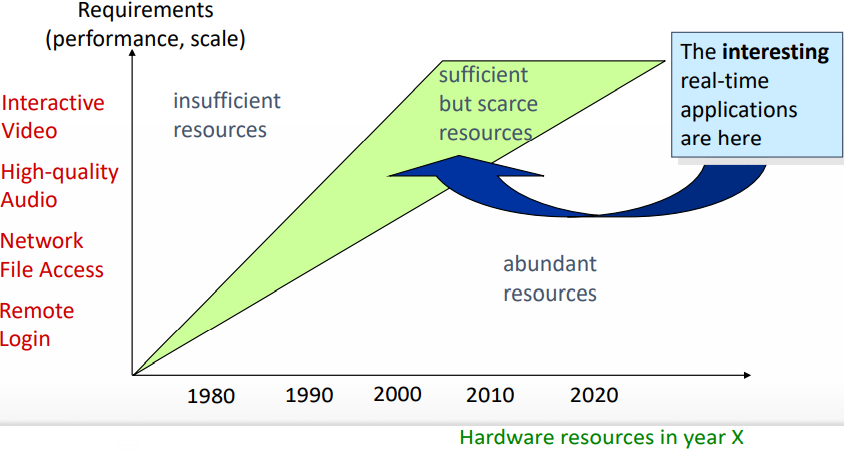 Requirements
(performance, scale)
Interactive
Video
High-quality
Audio
Network
File Access
Remote
Login
insufficient
resources
sufficient
but scarce
resources
abundant
resources
The interesting
real-time
applications
are here
1980 1990 2000 2010 2020
Hardware resources in year X